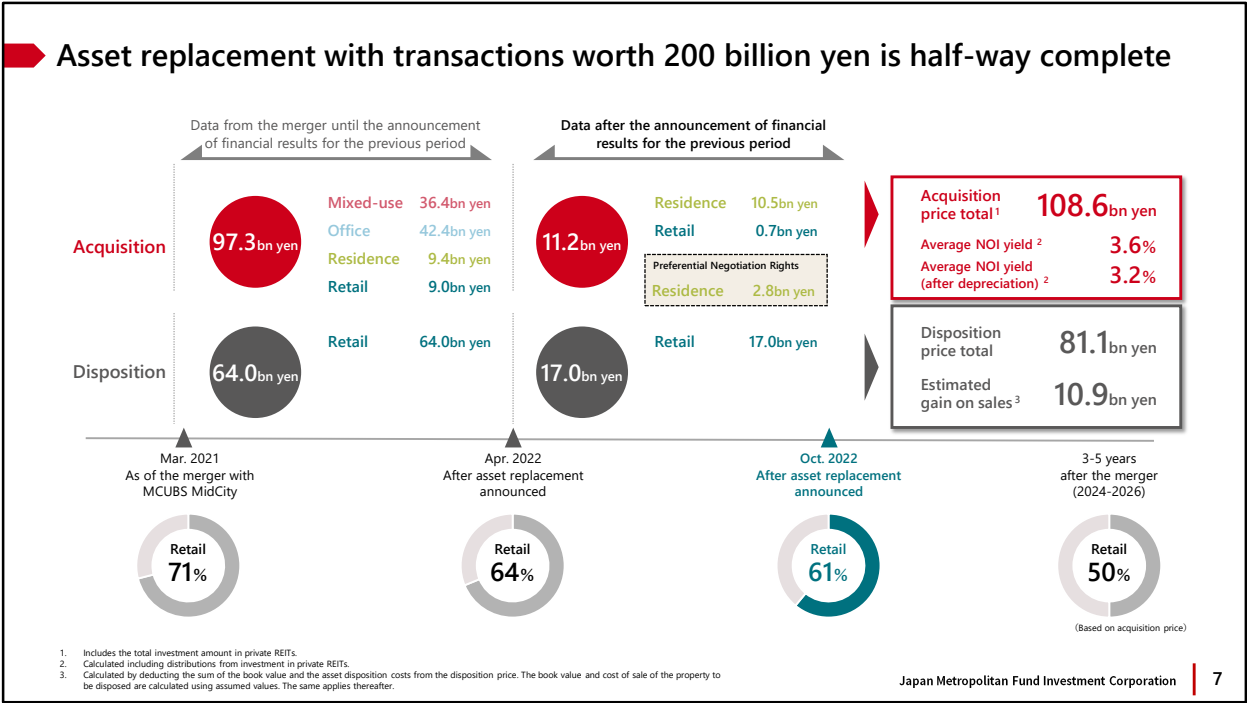 Asset replacement with transactions worth 200 billion yen is half-way complete
Data from the merger until the announcement
of financial results for the previous period
Data after the announcement of financial
results for the previous period
Acquisition
97.3bn yen
Mixed-use 36.4bn yen
Office 42.4bn yen
Residence 9.4bn yen
Retail 9.0bn yen
11.2bn yen
Residence 10.5bn yen
Retail 0.7bn yen
Preferential Negotiation Rights
Residence 2.8bn yen
Acquisition
price total 1 108.6bn yen
Average NOI yield 2 3.6%
Average NOI yield
(after depreciation) 2 3.2%
Disposition
64.0bn yen
Retail 64.0bn yen
17.0bn yen
Retail 17.0bn yen
Disposition
price total 81.1bn yen
Estimated
gain on sales 3 10.9bn yen
Mar. 2021
As of the merger with
MCUBS MidCity
Apr. 2022
After asset replacement
announced
Oct. 2022
After asset replacement
announced
3-5 years
after the merger
(2024-2026)
Retail
71%
Retail
64%
Retail
61%
Retail
50%
(Based on acquisition price)
1. Includes the total investment amount in private REITs.
2. Calculated including distributions from investment in private REITs.
3. Calculated by deducting the sum of the book value and the asset disposition costs from the disposition price. The book value and cost of sale of the property to
be disposed are calculated using assumed values. The same applies thereafter.
Japan Metropolitan Fund Investment Corporation 7